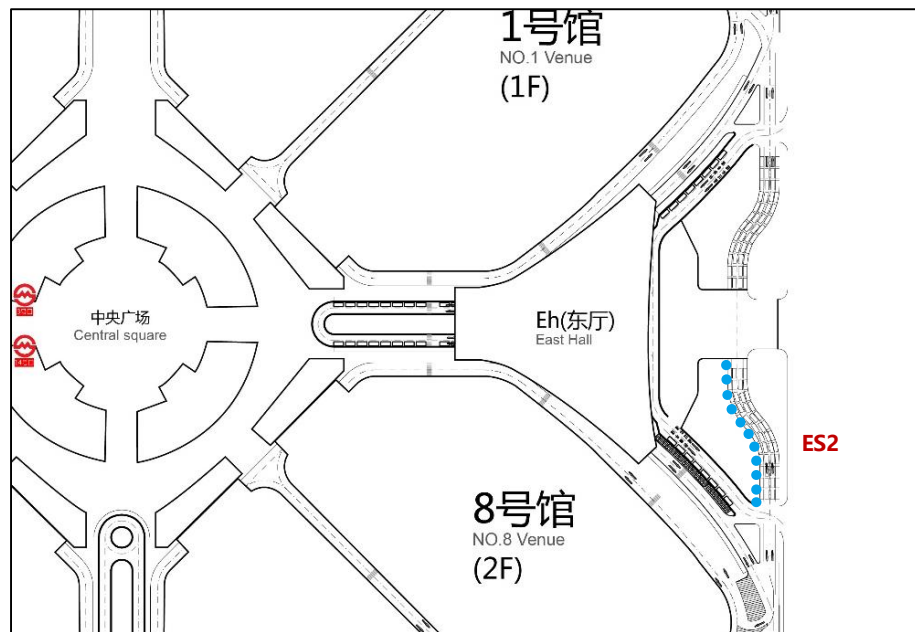 1号馆
NO.1 Venue
(1F)
中央广场
Central square
Eh(东厅)
East Hall
ES2
8号馆
NO.8 Venue
(2F)